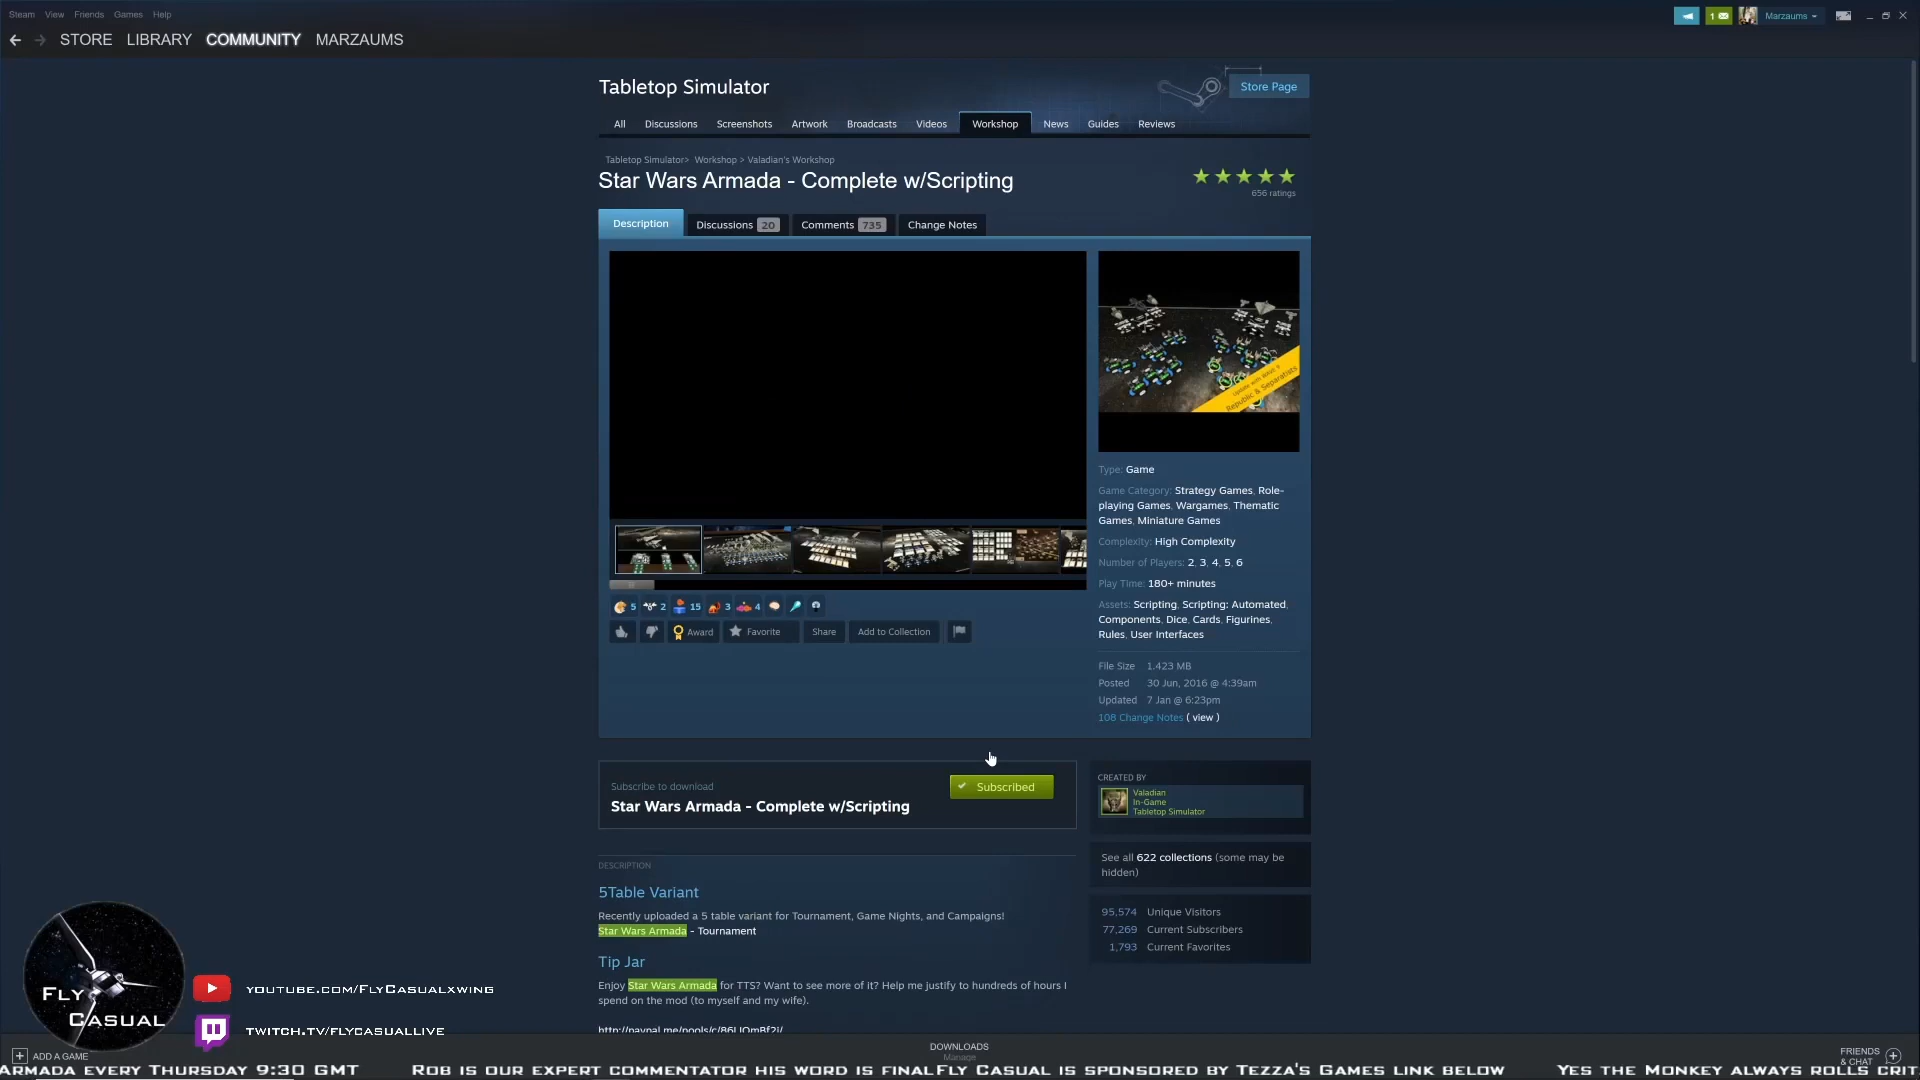 Steam View Friends Games Help
1
Marzaums
STORE LIBRARY COMMUNITY MARZAUMS
Tabletop Simulator
Store Page
All Discussions Screenshots Artwork Broadcasts Videos Workshop News Guides Reviews
Tabletop Simulator> Workshop > Valadian's Workshop
Star Wars Armada - Complete w/Scripting
656 ratings
Description Discussions 20 Comments 735 Change Notes
Update with WAVE 9
Republic & Separatists
Type: Game
Game Category: Strategy Games, Role-
playing Games, Wargames, Thematic
Games, Miniature Games
Complexity: High Complexity
Number of Players: 2, 3, 4, 5, 6
Play Time: 180+ minutes
Assets: Scripting, Scripting: Automated,
Components, Dice, Cards, Figurines,
Rules, User Interfaces
5 2 15 3 4
Award Favorite Share Add to Collection
File Size 1.423 MB
Posted 30 Jun, 2016 @ 4:39am
Updated 7 Jan @ 6:23pm
108 Change Notes ( view )
Subscribe to download
Star Wars Armada - Complete w/Scripting
Subscribed
CREATED BY
Valadian
In-Game
Tabletop Simulator
See all 622 collections (some may be
hidden)
95,574 Unique Visitors
77,269 Current Subscribers
1,793 Current Favorites
DESCRIPTION
5Table Variant
Recently uploaded a 5 table variant for Tournament, Game Nights, and Campaigns!
Star Wars Armada - Tournament
Tip Jar
Enjoy Star Wars Armada for TTS? Want to see more of it? Help me justify to hundreds of hours I
spend on the mod (to myself and my wife).
Fly
Casual
youtube.com/FlyCasualxwing
twitch.tv/flycasuallive
ADD A GAME
DOWNLOADS
Manage
FRIENDS
& CHAT
Armada every Thursday 9:30 GMT Rob is our expert commentator his word is final Fly Casual is sponsored by Tezza's Games link below Yes the Monkey always rolls crit